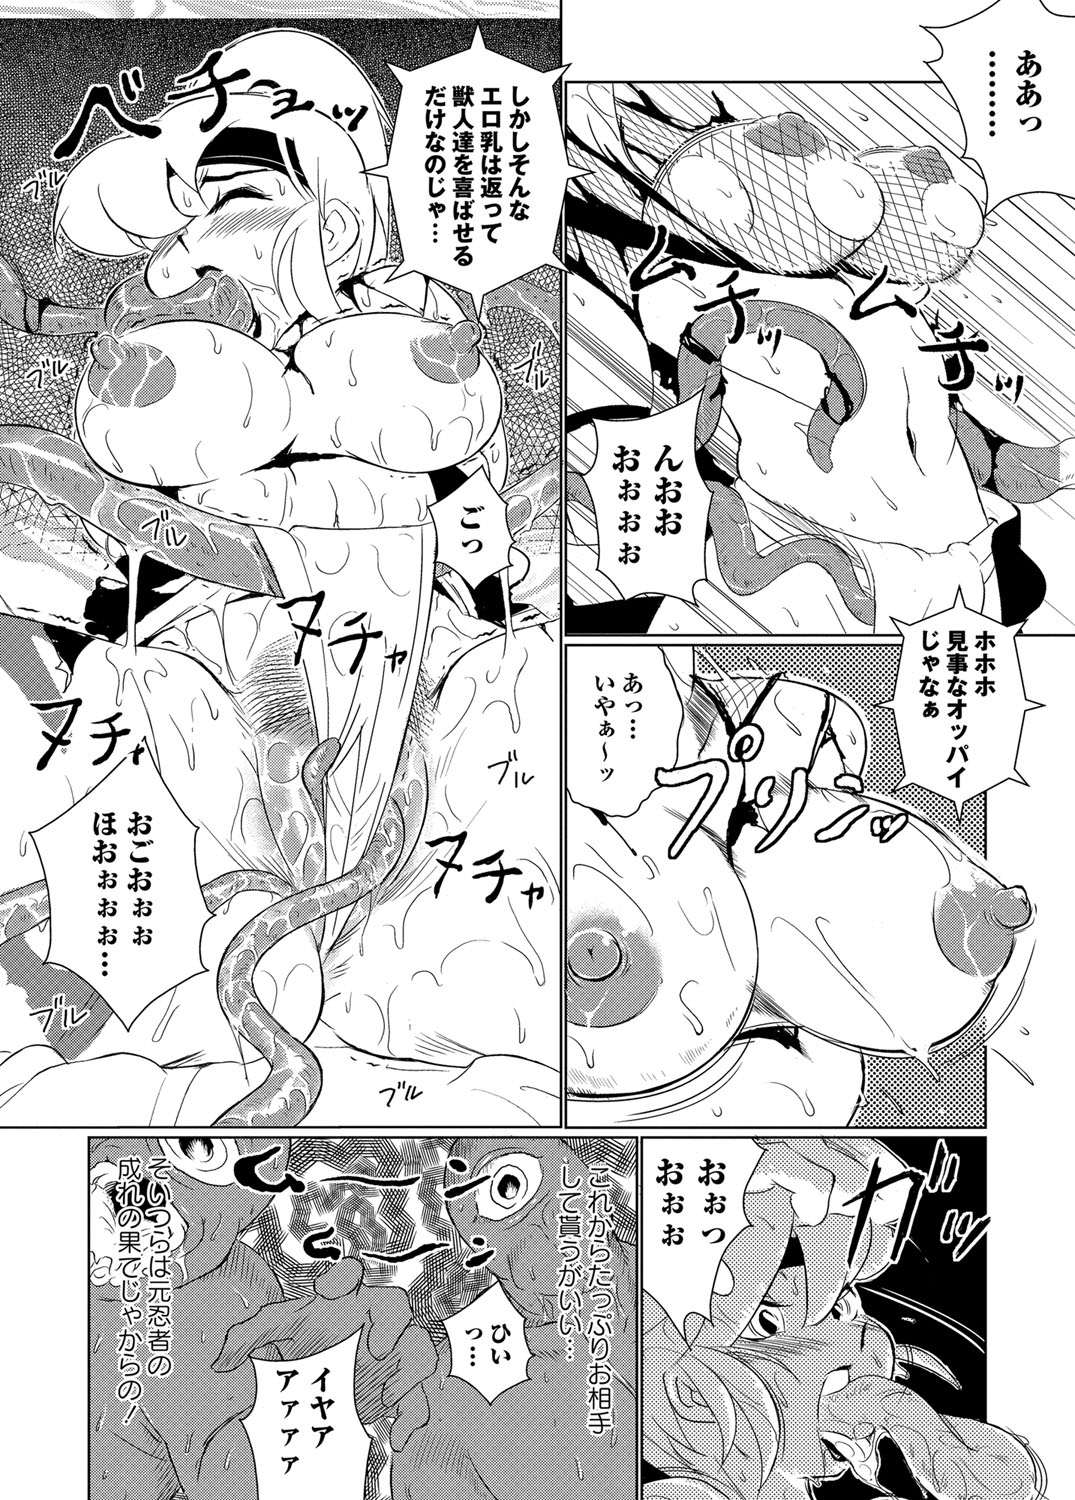 ああっ
………
ムチッ
ムチッ
んおお
おぉぉぉ
ホホホ
見事なオッパイ
じゃなぁ
あっ…
いやぁ～ッ
プリンッ
おぉっ
おぉぉ
ガッ
しかしそんな
エロ乳は返って
獣人達を喜ばせる
だけなのじゃ…
ベチョッ
ブル
ブル
ブル
ブル
ごっ
ヌチャ
ヌチャ
ブル
ヌチャ
おごおぉぉ
ほおぉぉぉ…
ブル
ブル
これからたっぷりお相手
して貰うがいい…
ひいっ…
イヤア
アァァァ
そいつらは元忍者の
成れの果でじゃからの！